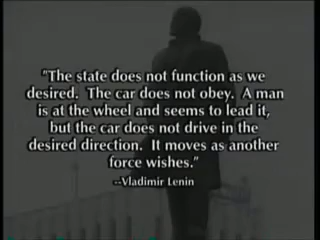 "The state does not function as we
desired.  The car does not obey.  A man
is at the wheel and seems to lead it,
but the car does not drive in the
desired direction.  It moves as another
force wishes."
--Vladimir Lenin